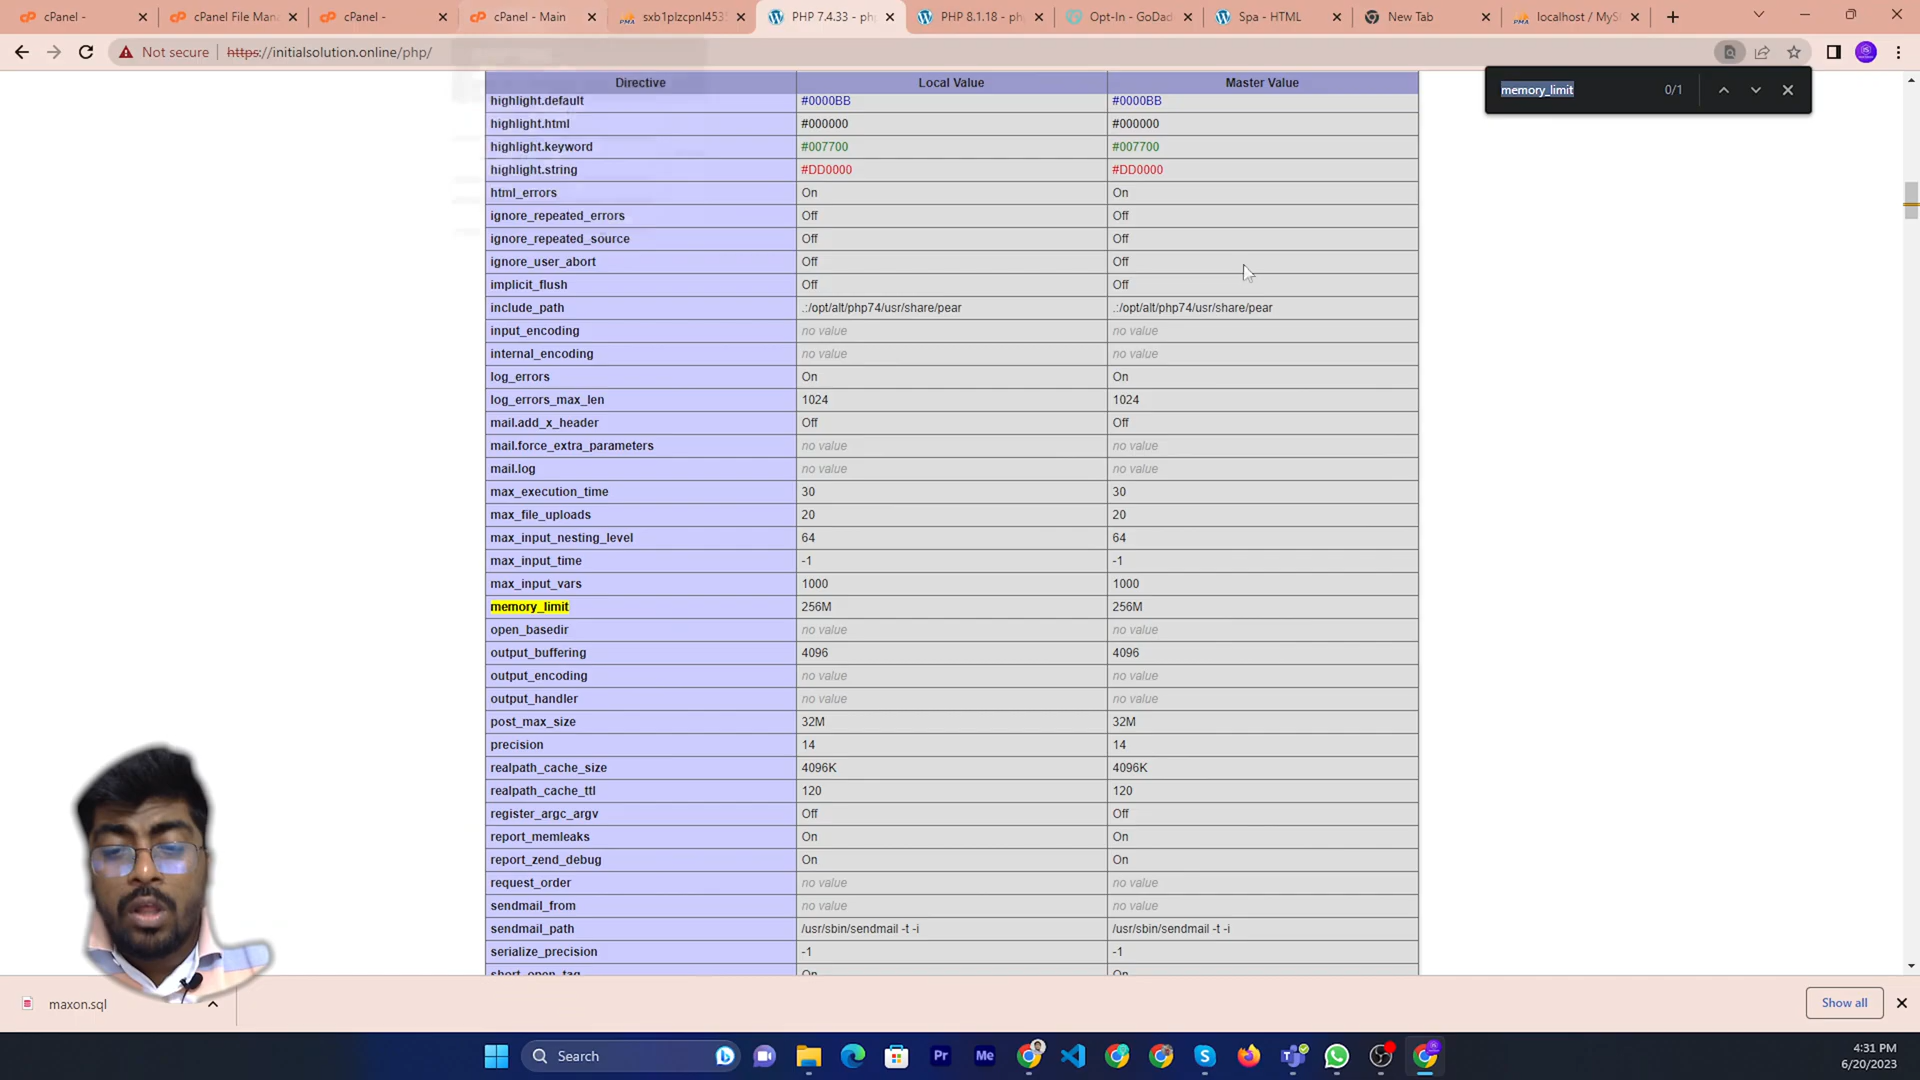 cPanel -
cPanel File Mana
cPanel -
cPanel - Main
sxb1plzcpnl453
PHP 7.4.33 - ph
PHP 8.1.18 - ph
Opt-In - GoDad
Spa - HTML
New Tab
localhost / MyS
Not secure
https://initialsolution.online/php/
memory_limit 0/1
Directive Local Value Master Value
highlight.default #0000BB #0000BB
highlight.html #000000 #000000
highlight.keyword #007700 #007700
highlight.string #DD0000 #DD0000
html_errors On On
ignore_repeated_errors Off Off
ignore_repeated_source Off Off
ignore_user_abort Off Off
implicit_flush Off Off
include_path .:/opt/alt/php74/usr/share/pear .:/opt/alt/php74/usr/share/pear
input_encoding no value no value
internal_encoding no value no value
log_errors On On
log_errors_max_len 1024 1024
mail.add_x_header Off Off
mail.force_extra_parameters no value no value
mail.log no value no value
max_execution_time 30 30
max_file_uploads 20 20
max_input_nesting_level 64 64
max_input_time -1 -1
max_input_vars 1000 1000
memory_limit 256M 256M
open_basedir no value no value
output_buffering 4096 4096
output_encoding no value no value
output_handler no value no value
post_max_size 32M 32M
precision 14 14
realpath_cache_size 4096K 4096K
realpath_cache_ttl 120 120
register_argc_argv Off Off
report_memleaks On On
report_zend_debug On On
request_order no value no value
sendmail_from no value no value
sendmail_path /usr/sbin/sendmail -t -i /usr/sbin/sendmail -t -i
serialize_precision -1 -1
short_open_tag On On
maxon.sql
Show all
Search
Pr
Me
4:31 PM
6/20/2023